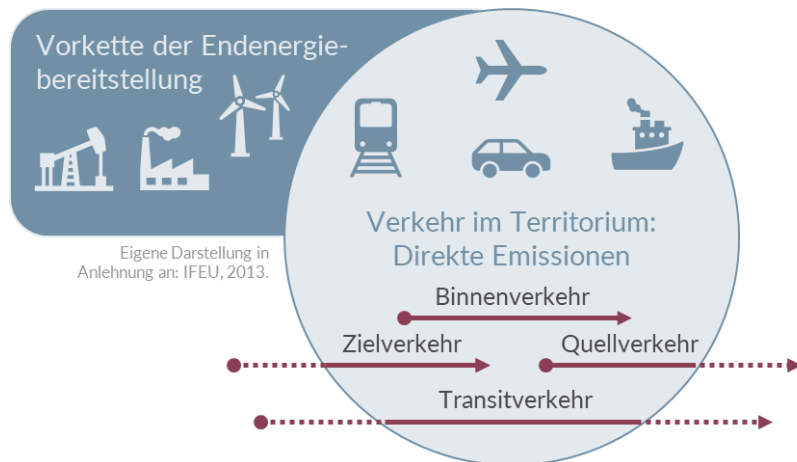 Vorkette der Endenergie-
bereitstellung
Verkehr im Territorium:
Direkte Emissionen
Eigene Darstellung in
Anlehnung an: IFEU, 2013.
Binnenverkehr
Zielverkehr
Quellverkehr
Transitverkehr